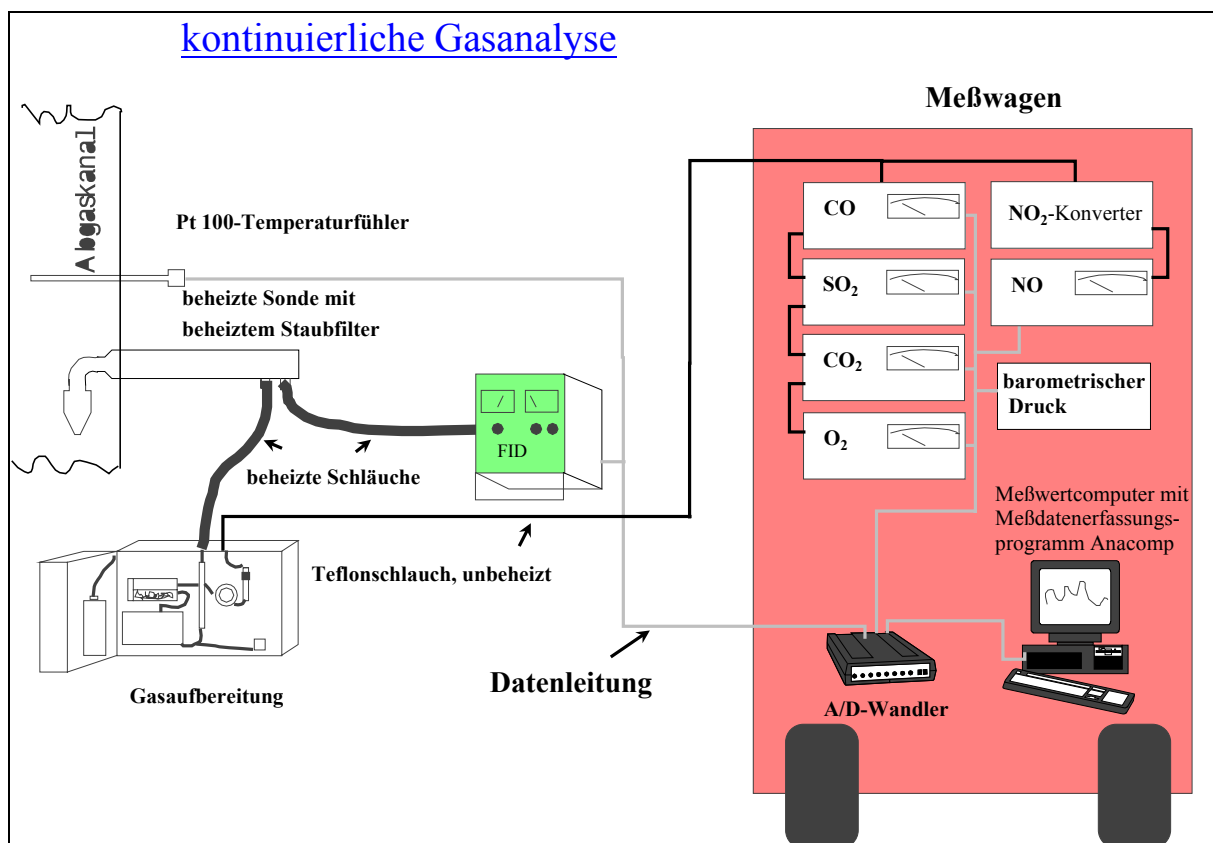 kontinuierliche Gasanalyse
Meßwagen
Abgaskanal
Pt 100-Temperaturfühler
beheizte Sonde mit
beheiztem Staubfilter
CO
NO₂-Konverter
SO₂
NO
CO₂
barometrischer
Druck
O₂
FID
beheizte Schläuche
Meßwertcomputer mit
Meßdatenerfassungs-
programm Anacomp
Teflonschlauch, unbeheizt
Datenleitung
Gasaufbereitung
A/D-Wandler